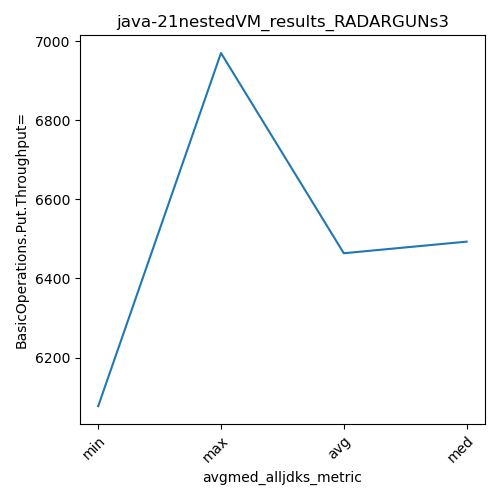 java-21nestedVM_results_RADARGUNs3
BasicOperations.Put.Throughput=
7000
6800
6600
6400
6200
min
max
avg
med
avgmed_alljdks_metric